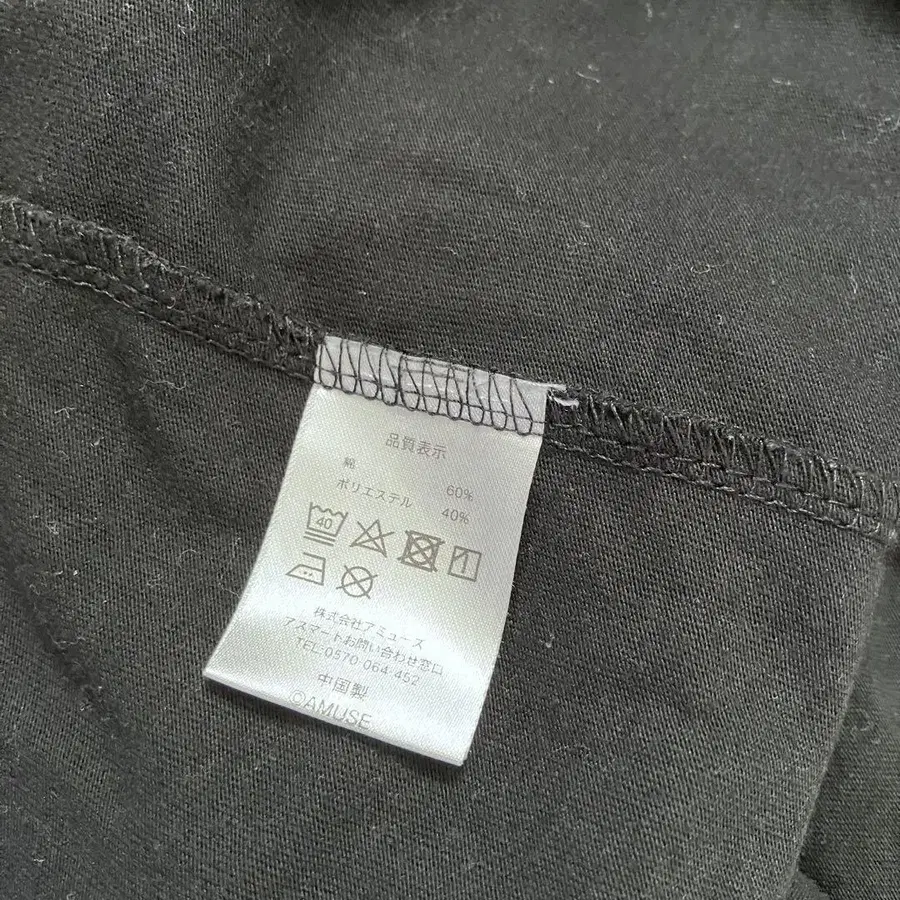 品質表示
綿 60%
ポリエステル 40%
40
株式会社アミューズ
アスマートお問い合わせ窓口
TEL:0570-064-452
中国製
©AMUSE